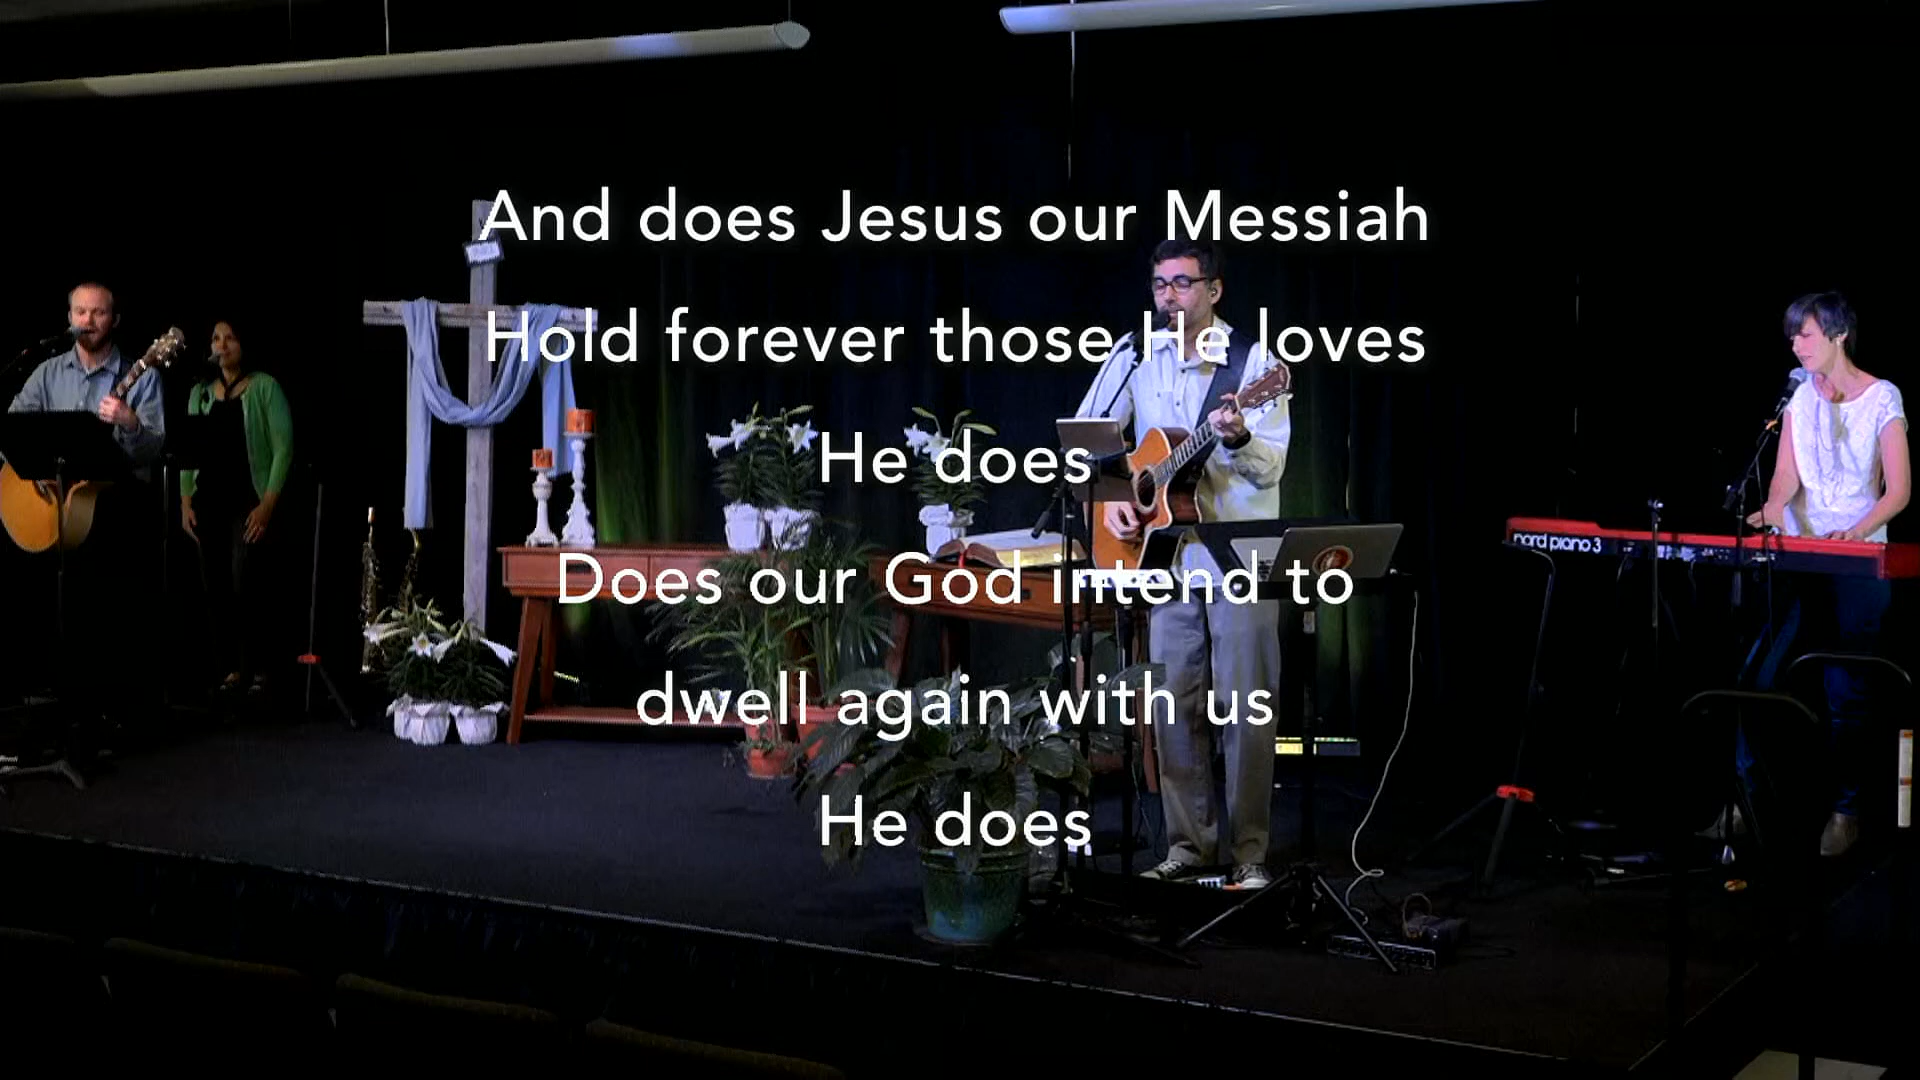 And does Jesus our Messiah
Hold forever those He loves
He does
Does our God intend to
dwell again with us
He does
nord piano 3